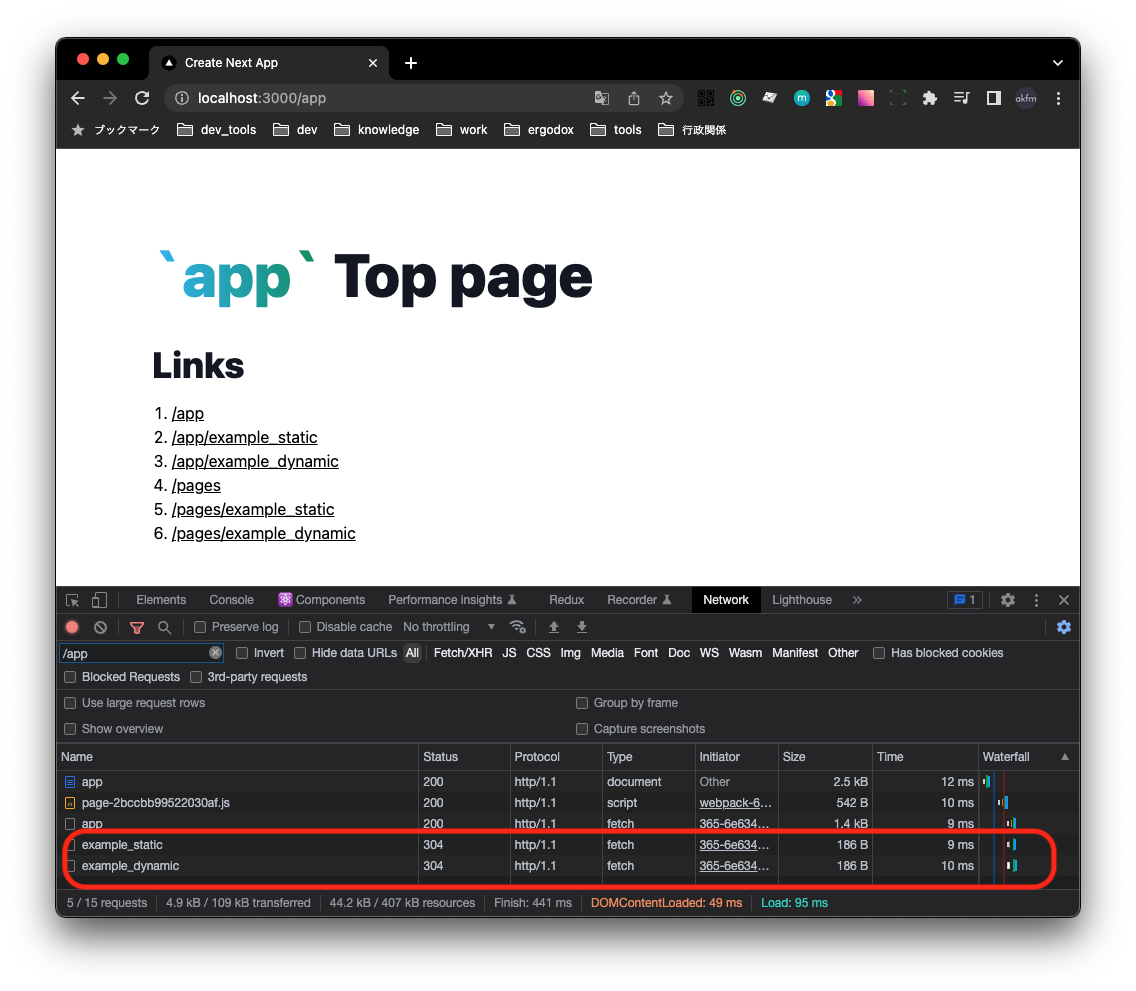 Create Next App
localhost:3000/app
akfm
ブックマーク dev_tools dev knowledge work ergodox tools 行政関係
`app` Top page
Links
1. /app
2. /app/example_static
3. /app/example_dynamic
4. /pages
5. /pages/example_static
6. /pages/example_dynamic
Elements Console Components Performance insights Redux Recorder Network Lighthouse » 1
Preserve log Disable cache No throttling
/app Invert Hide data URLs All Fetch/XHR JS CSS Img Media Font Doc WS Wasm Manifest Other Has blocked cookies
Blocked Requests 3rd-party requests
Use large request rows Group by frame
Show overview Capture screenshots
Name Status Protocol Type Initiator Size Time Waterfall
app 200 http/1.1 document Other 2.5 kB 12 ms
page-2bccbb99522030af.js 200 http/1.1 script webpack-6... 542 B 10 ms
app 200 http/1.1 fetch 365-6e634... 1.4 kB 9 ms
example_static 304 http/1.1 fetch 365-6e634... 186 B 9 ms
example_dynamic 304 http/1.1 fetch 365-6e634... 186 B 10 ms
5 / 15 requests 4.9 kB / 109 kB transferred 44.2 kB / 407 kB resources Finish: 441 ms DOMContentLoaded: 49 ms Load: 95 ms